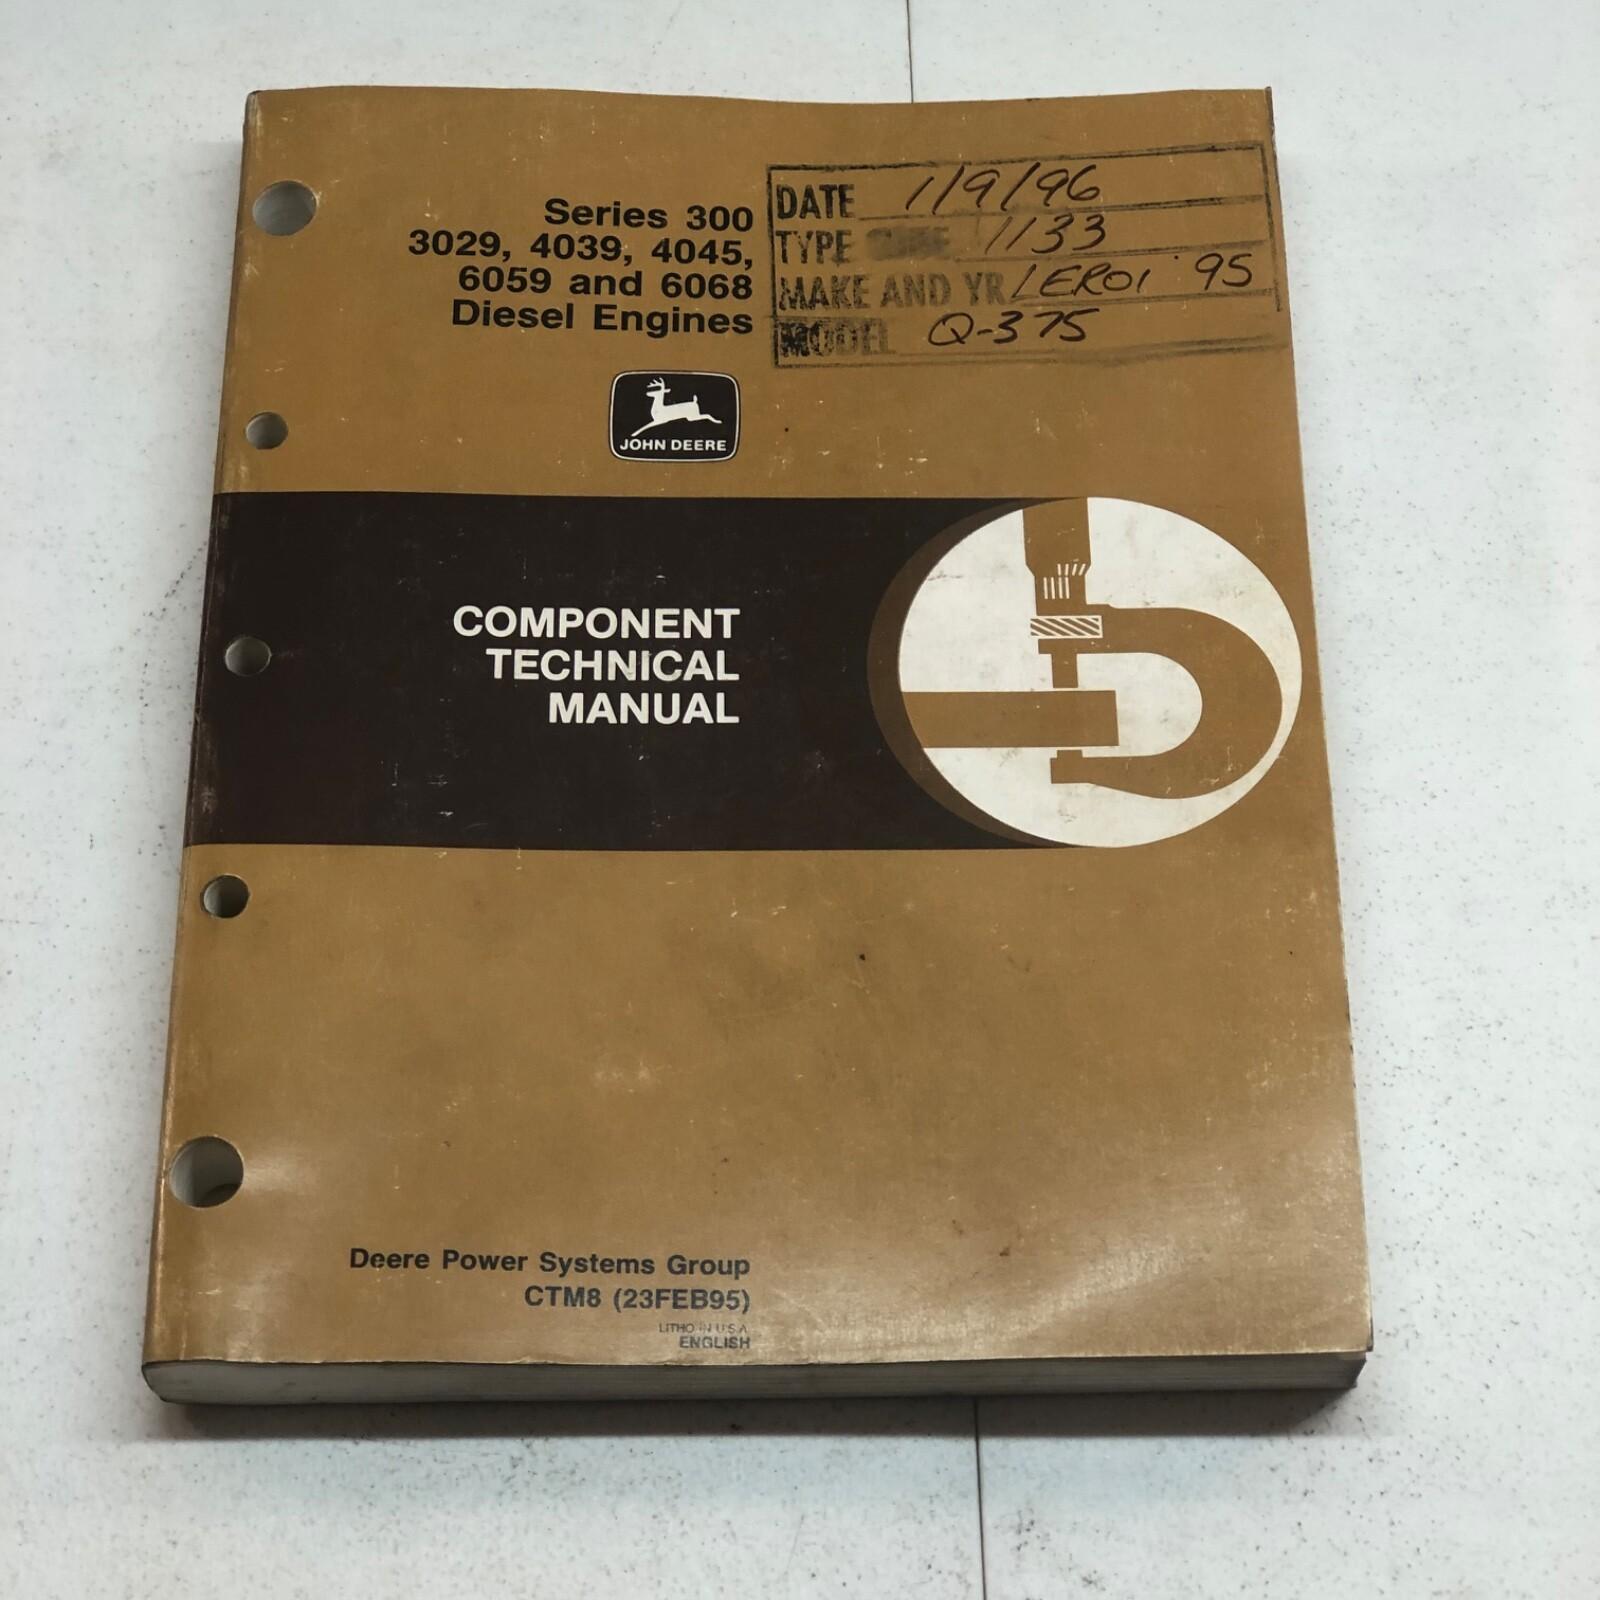 Series 300
3029, 4039, 4045,
6059 and 6068
Diesel Engines
DATE 1/9/96
TYPE 1133
MAKE AND YR LEROI '95
MODEL Q-375
JOHN DEERE
COMPONENT
TECHNICAL
MANUAL
Deere Power Systems Group
CTM8 (23FEB95)
LITHO IN U.S.A.
ENGLISH